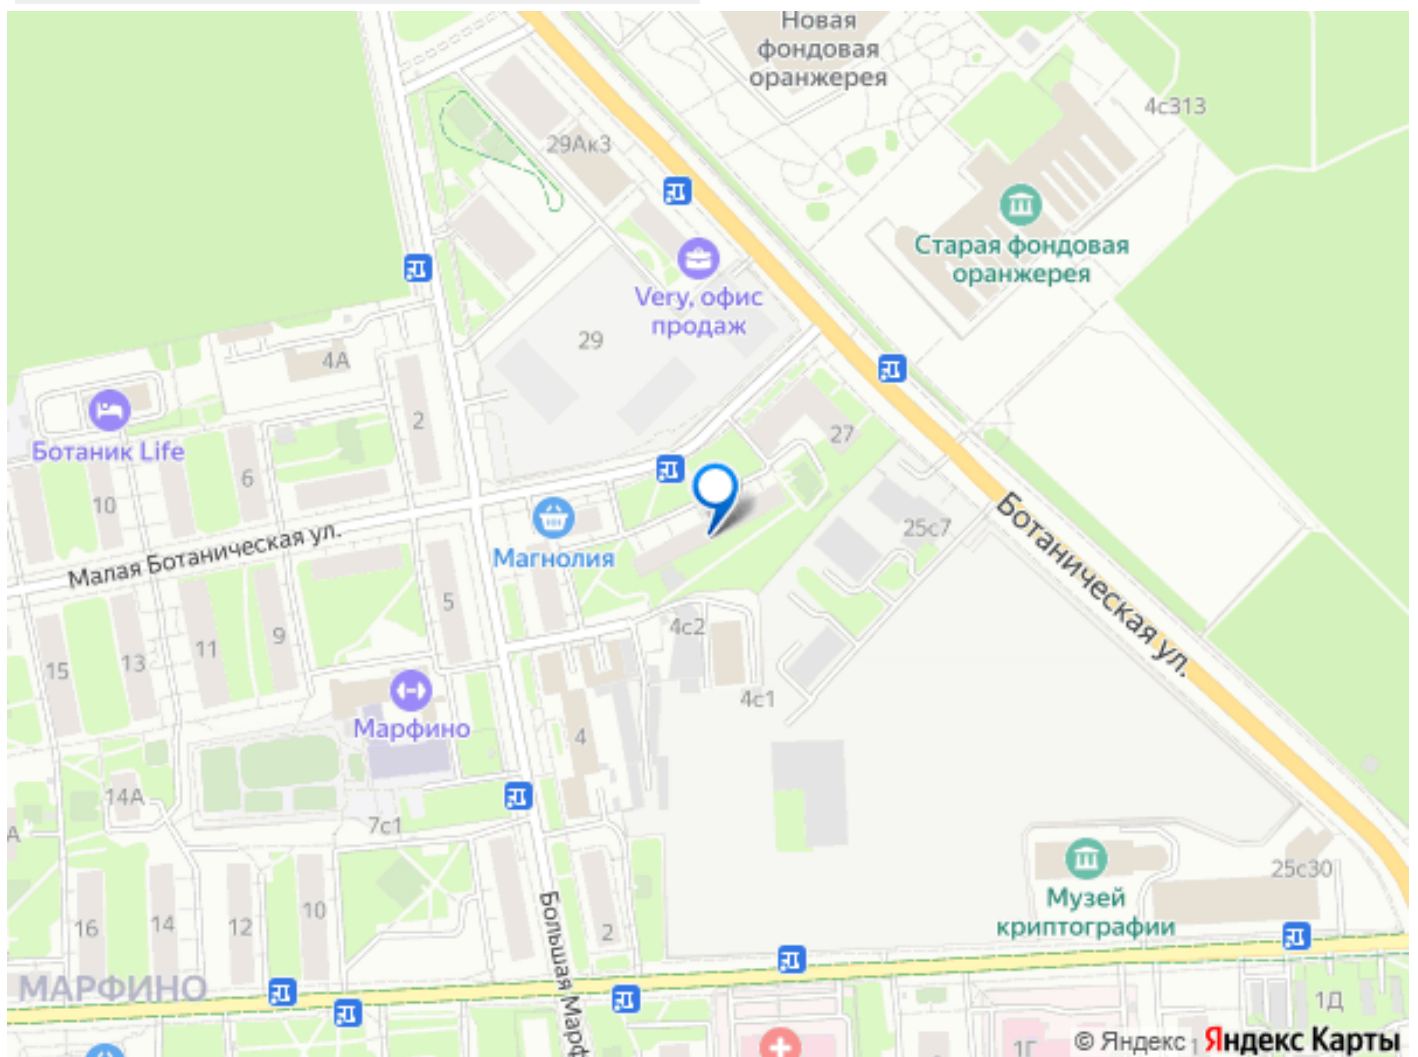 Новая
фондовая
оранжерея
4с313
29Ак3
Старая фондовая
оранжерея
Very, офис
продаж
29
4А
2
27
Ботаник Life
6
10
Магнолия
25с7
Малая Ботаническая ул.
Ботаническая ул.
5
4с2
9
11
13
15
4с1
Марфино
4
14А
7с1
А
25с30
Музей
криптографии
10
12
14
16
2
Большая Марф
МАРФИНО
1Д
1Г
1
© Яндекс
Яндекс Карты